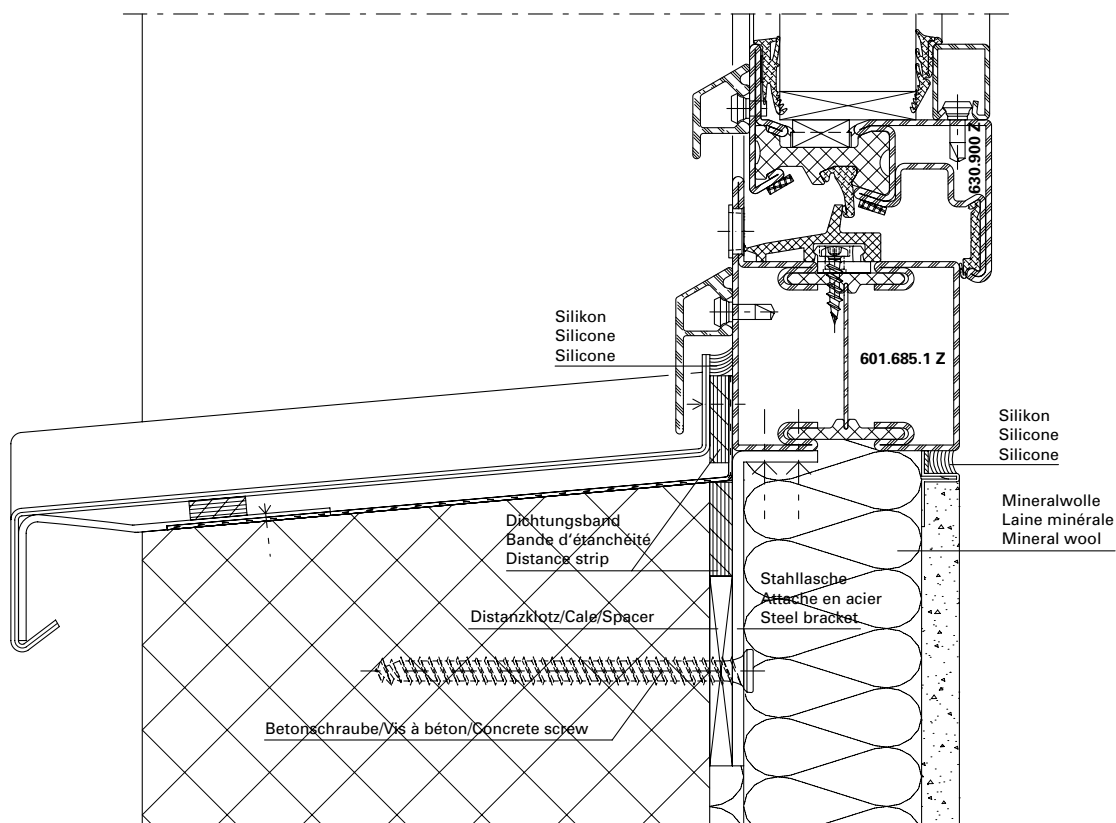 630.900 Z
Silikon
Silicone
Silicone
601.685.1 Z
Silikon
Silicone
Silicone
Mineralwolle
Laine minérale
Mineral wool
Dichtungsband
Bande d'étanchéité
Distance strip
Stahllasche
Attache en acier
Steel bracket
Distanzklotz/Cale/Spacer
Betonschraube/Vis à béton/Concrete screw